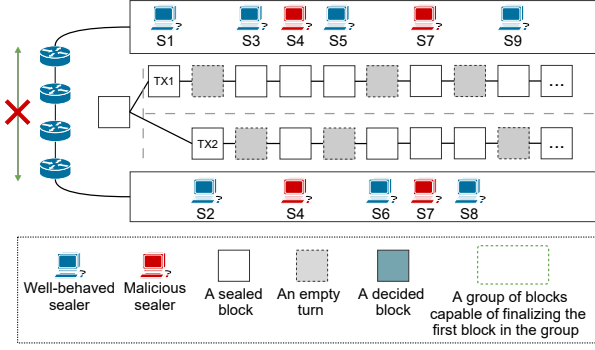 S1 S3 S4 S5 S7 S9
TX1 ...
TX2 ...
S2 S4 S6 S7 S8
Well-behaved
sealer
Malicious
sealer
A sealed
block
An empty
turn
A decided
block
A group of blocks
capable of finalizing the
first block in the group